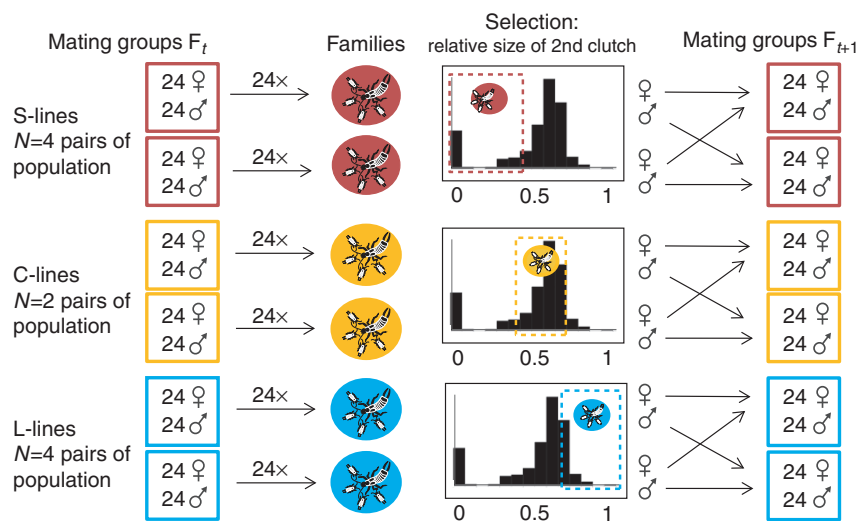 Mating groups Ft
Families
Selection:
relative size of 2nd clutch
Mating groups Ft+1
S-lines
N=4 pairs of
population
24 ♀
24 ♂
24×
24 ♀
24 ♂
24×
0 0.5 1
♀
♂
♀
♂
24 ♀
24 ♂
24 ♀
24 ♂
C-lines
N=2 pairs of
population
24 ♀
24 ♂
24×
24 ♀
24 ♂
24×
0 0.5 1
♀
♂
♀
♂
24 ♀
24 ♂
24 ♀
24 ♂
L-lines
N=4 pairs of
population
24 ♀
24 ♂
24×
24 ♀
24 ♂
24×
0 0.5 1
♀
♂
♀
♂
24 ♀
24 ♂
24 ♀
24 ♂